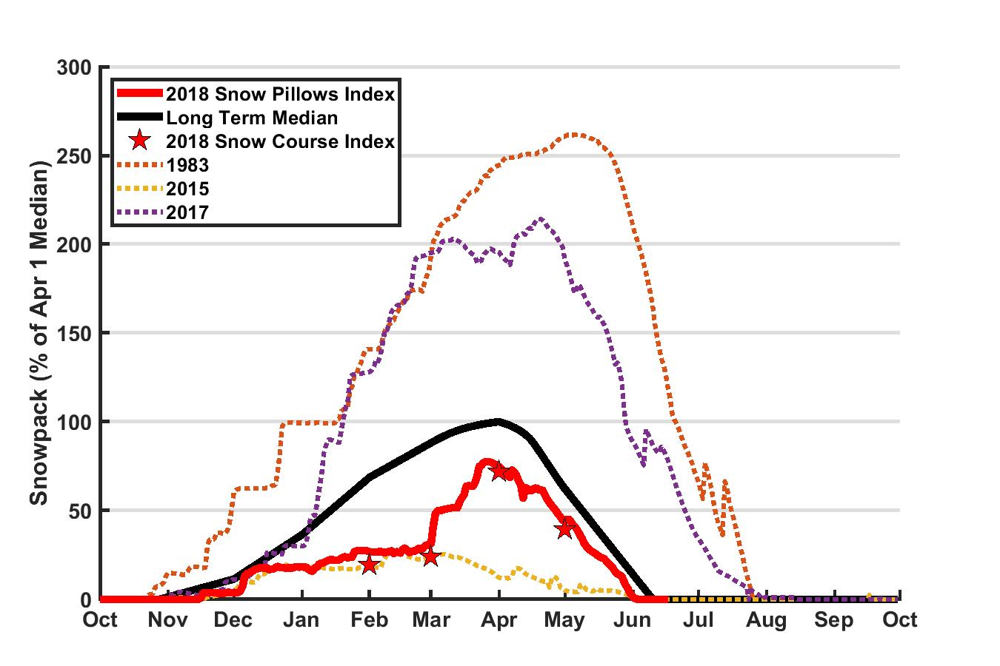 300
250
200
150
100
50
0
Snowpack (% of Apr 1 Median)
2018 Snow Pillows Index
Long Term Median
2018 Snow Course Index
1983
2015
2017
Oct Nov Dec Jan Feb Mar Apr May Jun Jul Aug Sep Oct